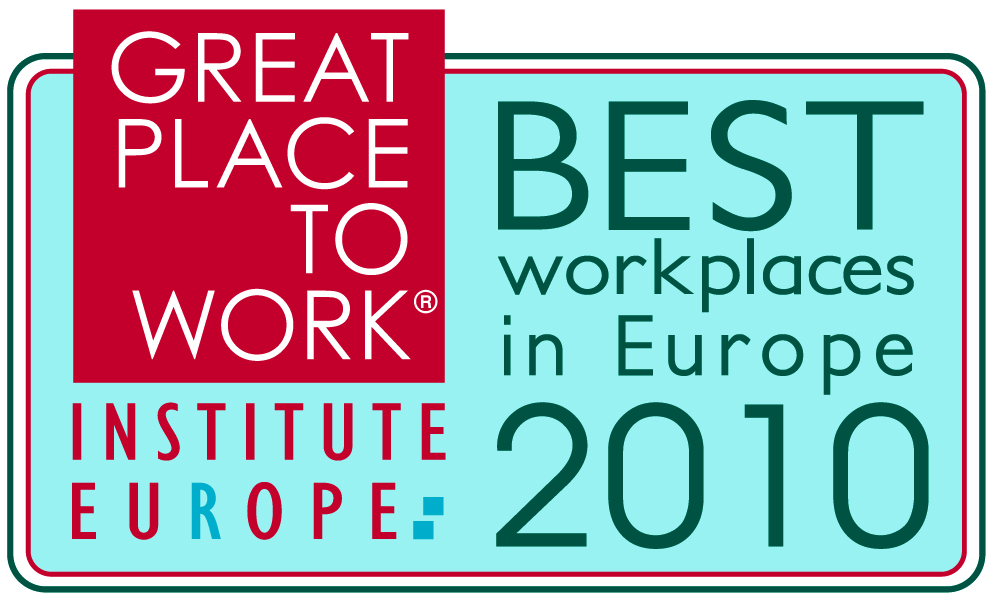 GREAT
PLACE
TO
WORK®
INSTITUTE
EUROPE
BEST
workplaces
in Europe
2010